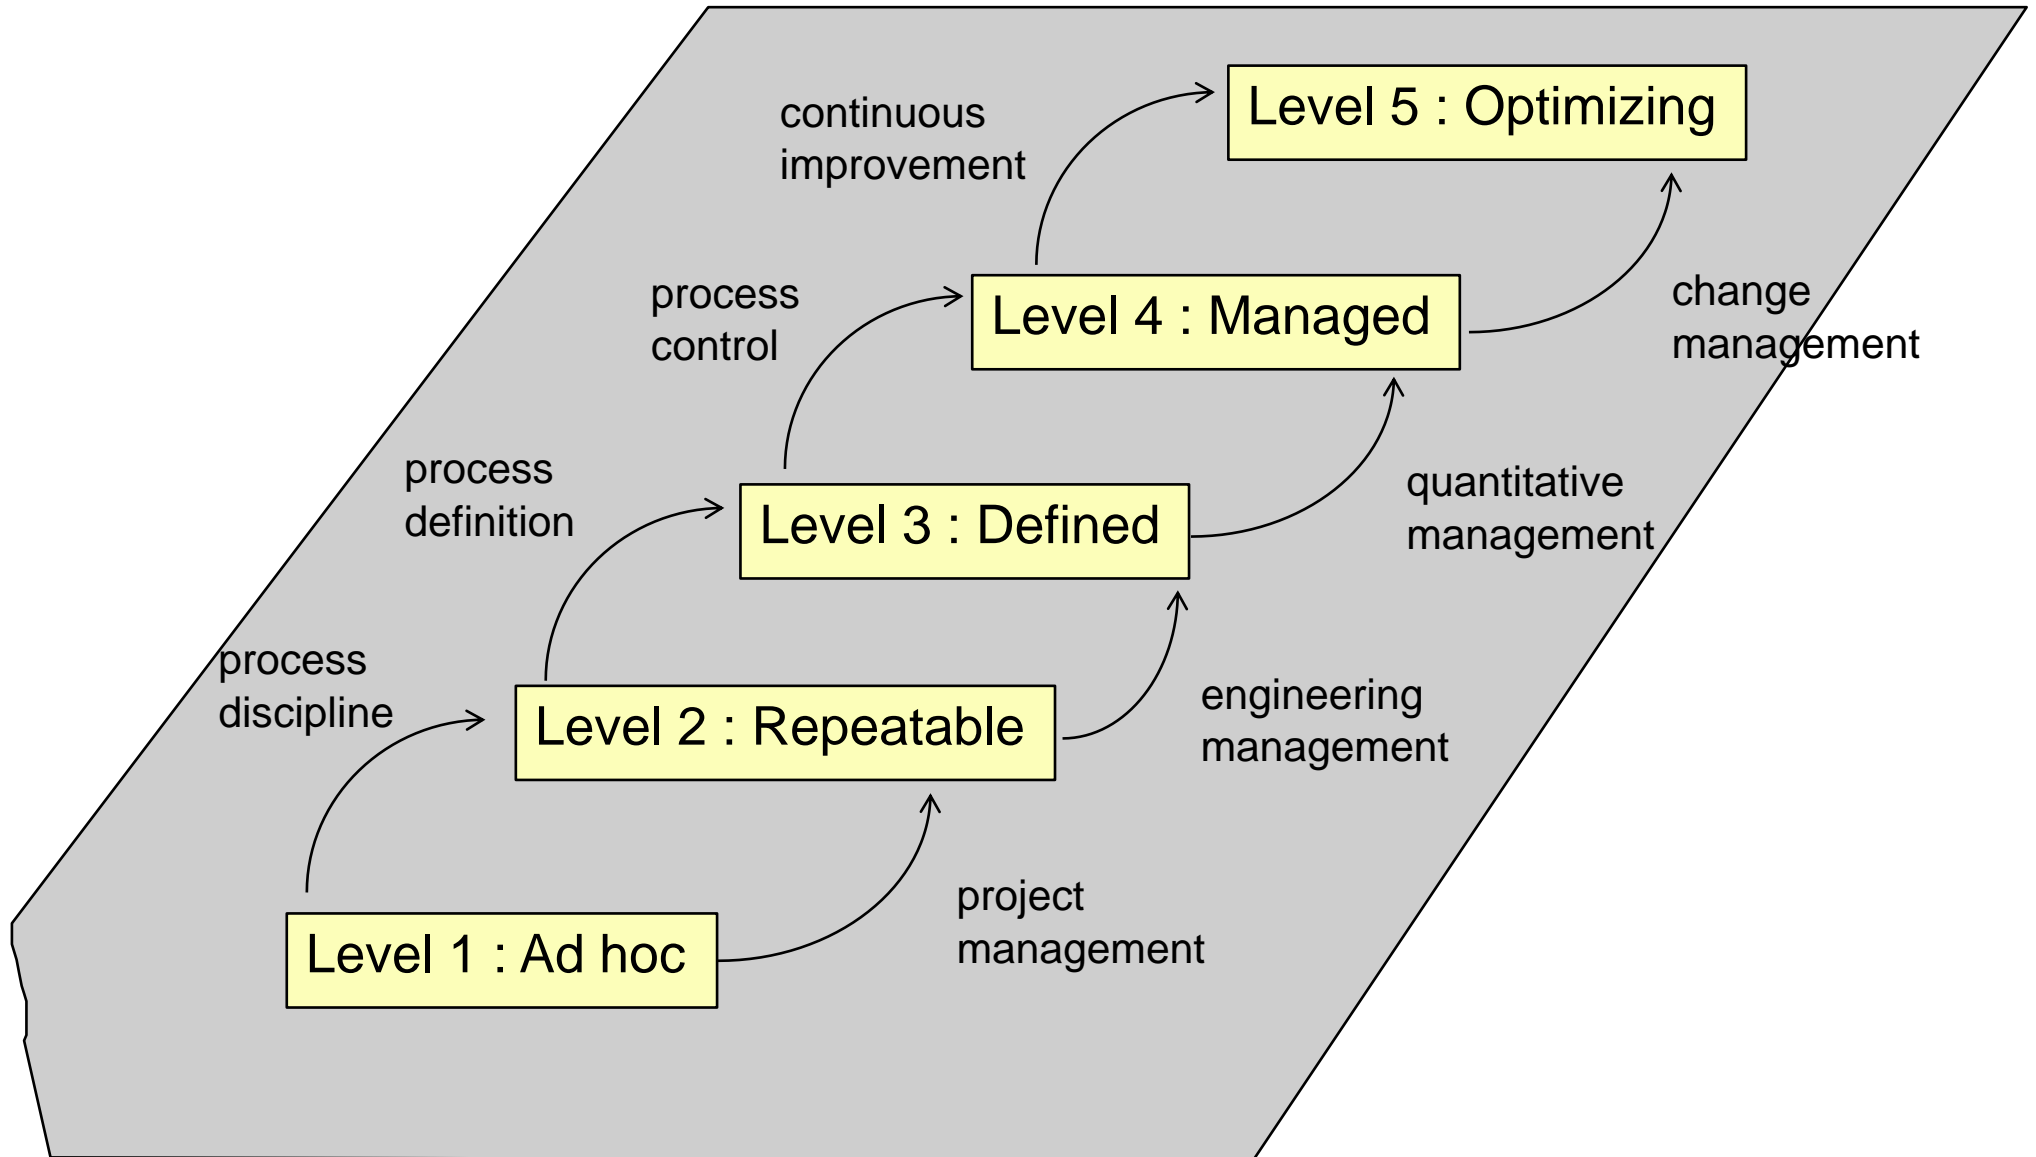 continuous
improvement
Level 5 : Optimizing
process
control
Level 4 : Managed
change
management
process
definition
Level 3 : Defined
quantitative
management
process
discipline
Level 2 : Repeatable
engineering
management
Level 1 : Ad hoc
project
management